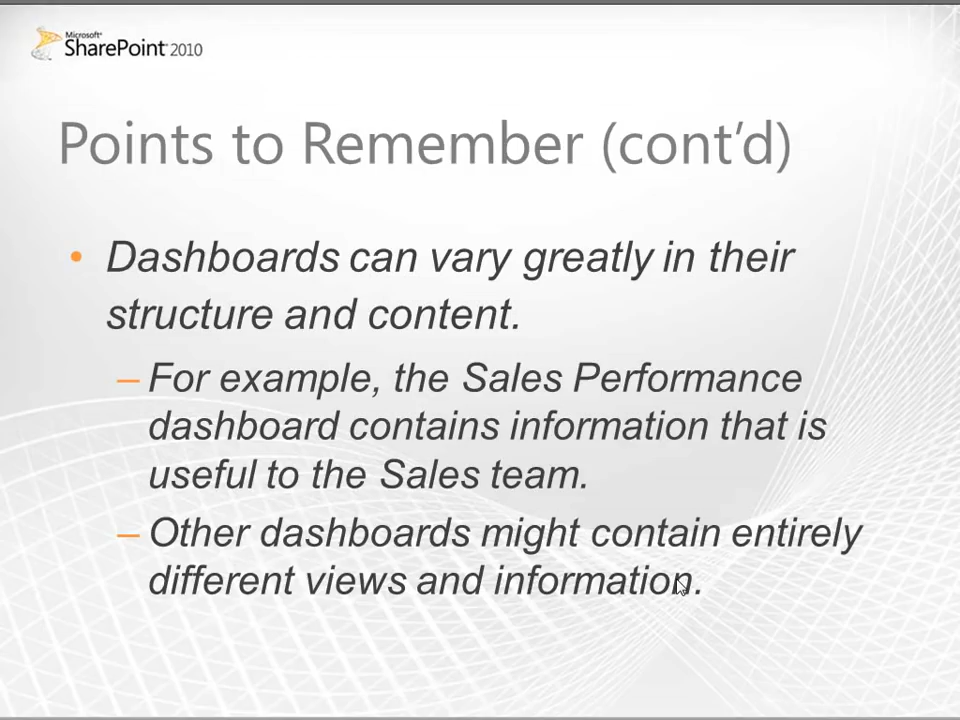 Microsoft®
SharePoint 2010
Points to Remember (cont'd)
• Dashboards can vary greatly in their
structure and content.
– For example, the Sales Performance
dashboard contains information that is
useful to the Sales team.
– Other dashboards might contain entirely
different views and information.